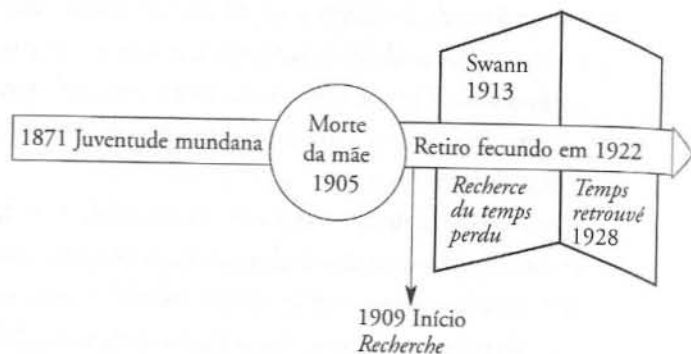 Swann
1913
1871 Juventude mundana
Morte
da mãe
1905
Retiro fecundo em 1922
Recherce
du temps
perdu
Temps
retrouvé
1928
1909 Início
Recherche